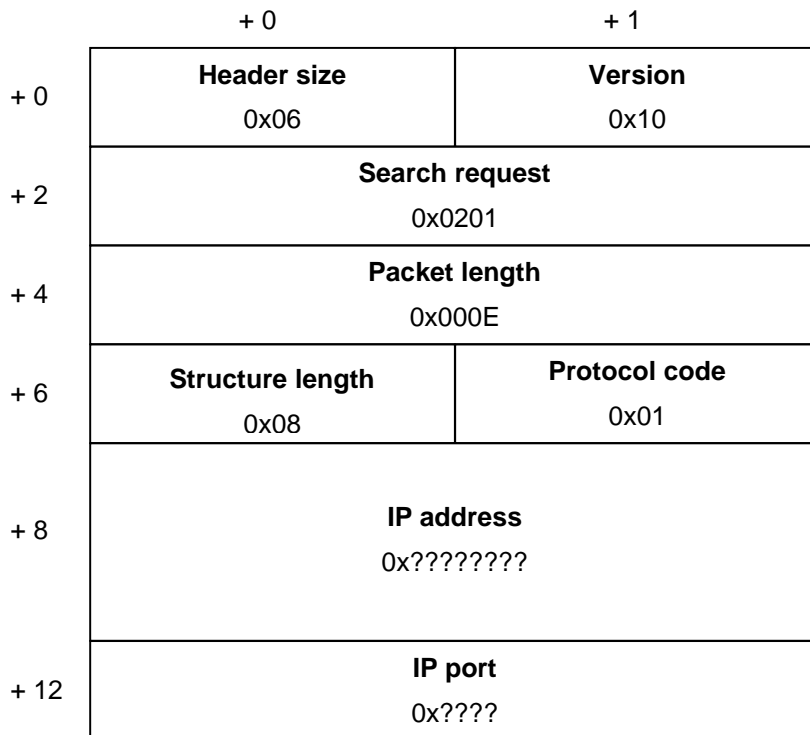 + 0 + 1
+ 0
Header size Version
0x06 0x10
+ 2
Search request
0x0201
+ 4
Packet length
0x000E
+ 6
Structure length Protocol code
0x08 0x01
+ 8
IP address
0x????????
+ 12
IP port
0x????